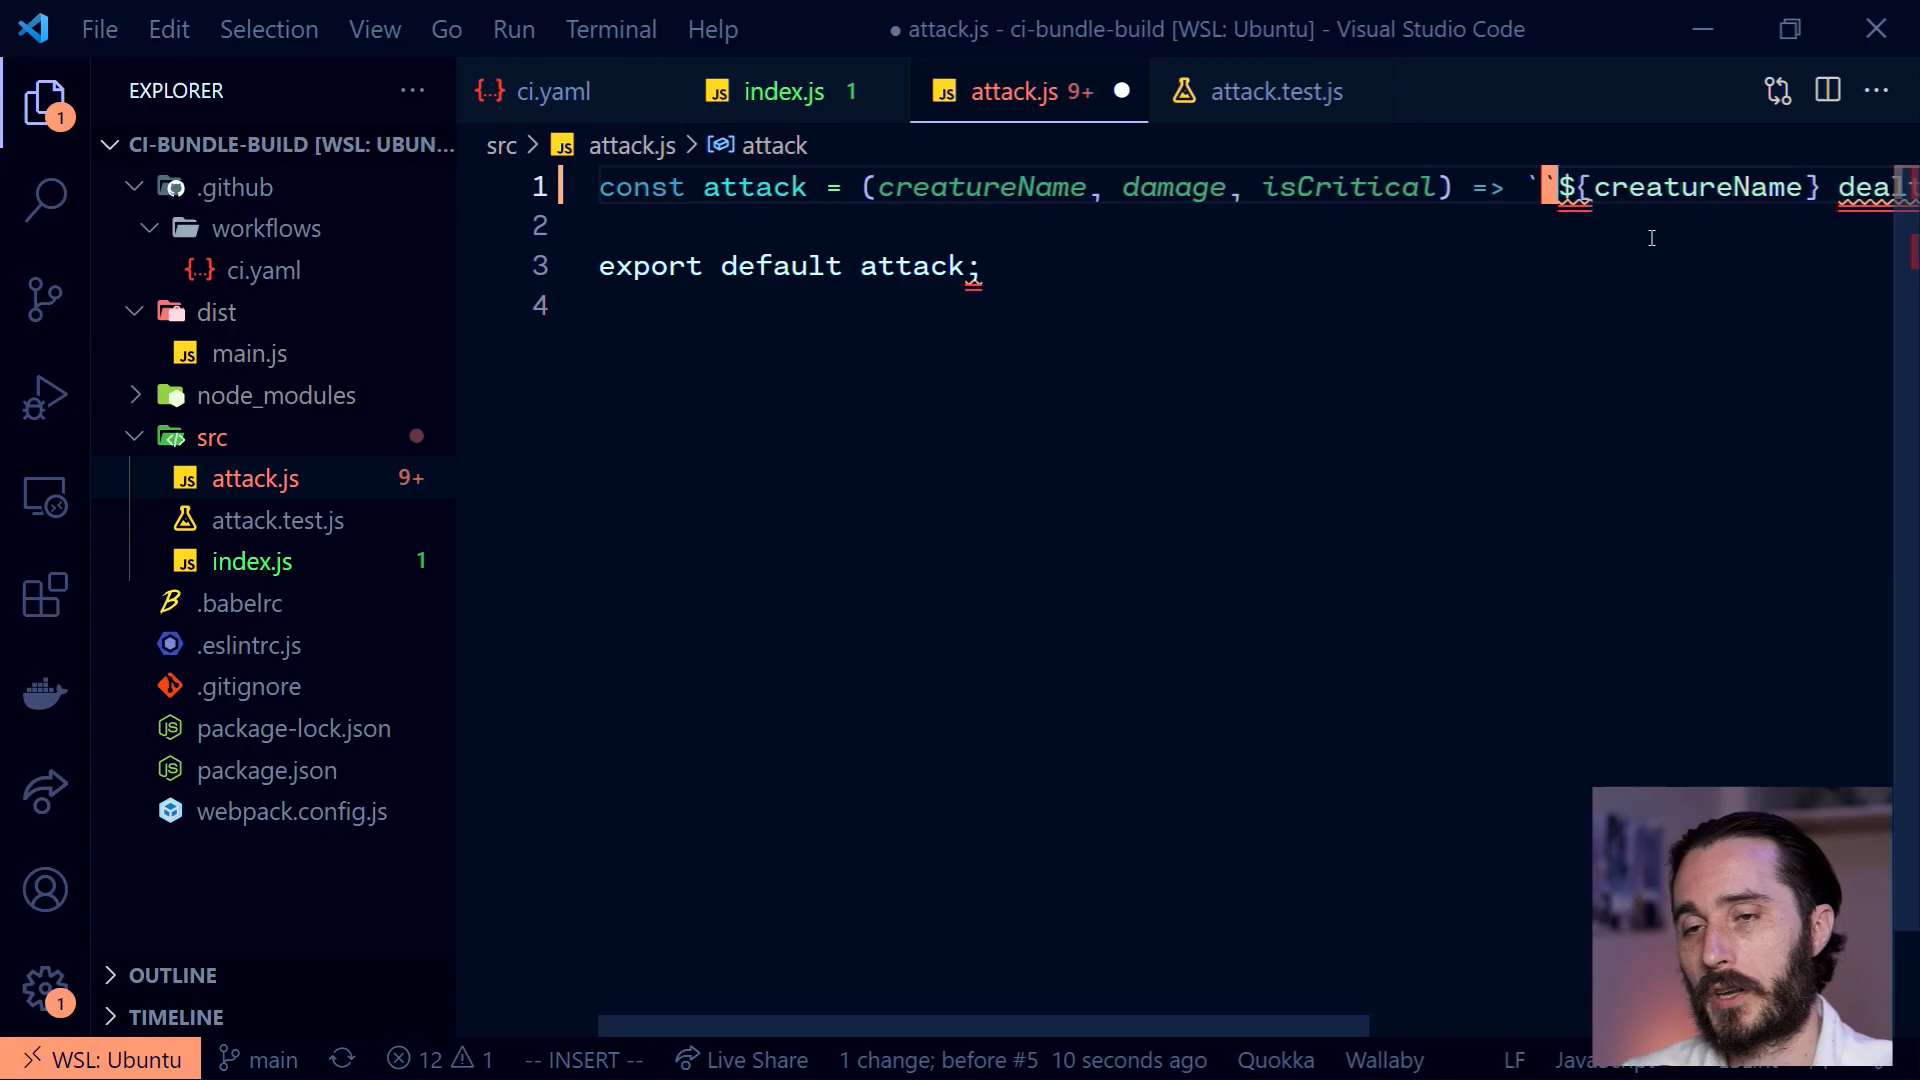 File Edit Selection View Go Run Terminal Help
● attack.js - ci-bundle-build [WSL: Ubuntu] - Visual Studio Code
EXPLORER
ci.yaml
index.js 1
attack.js 9+
attack.test.js
CI-BUNDLE-BUILD [WSL: UBUN...
src > attack.js > attack
.github
workflows
ci.yaml
dist
main.js
node_modules
src
attack.js 9+
attack.test.js
index.js 1
.babelrc
.eslintrc.js
.gitignore
package-lock.json
package.json
webpack.config.js
OUTLINE
TIMELINE
1 const attack = (creatureName, damage, isCritical) => ``${creatureName} dealt
2
3 export default attack;
4
1
1
WSL: Ubuntu main 12 1 -- INSERT -- Live Share 1 change; before #5 10 seconds ago Quokka Wallaby LF